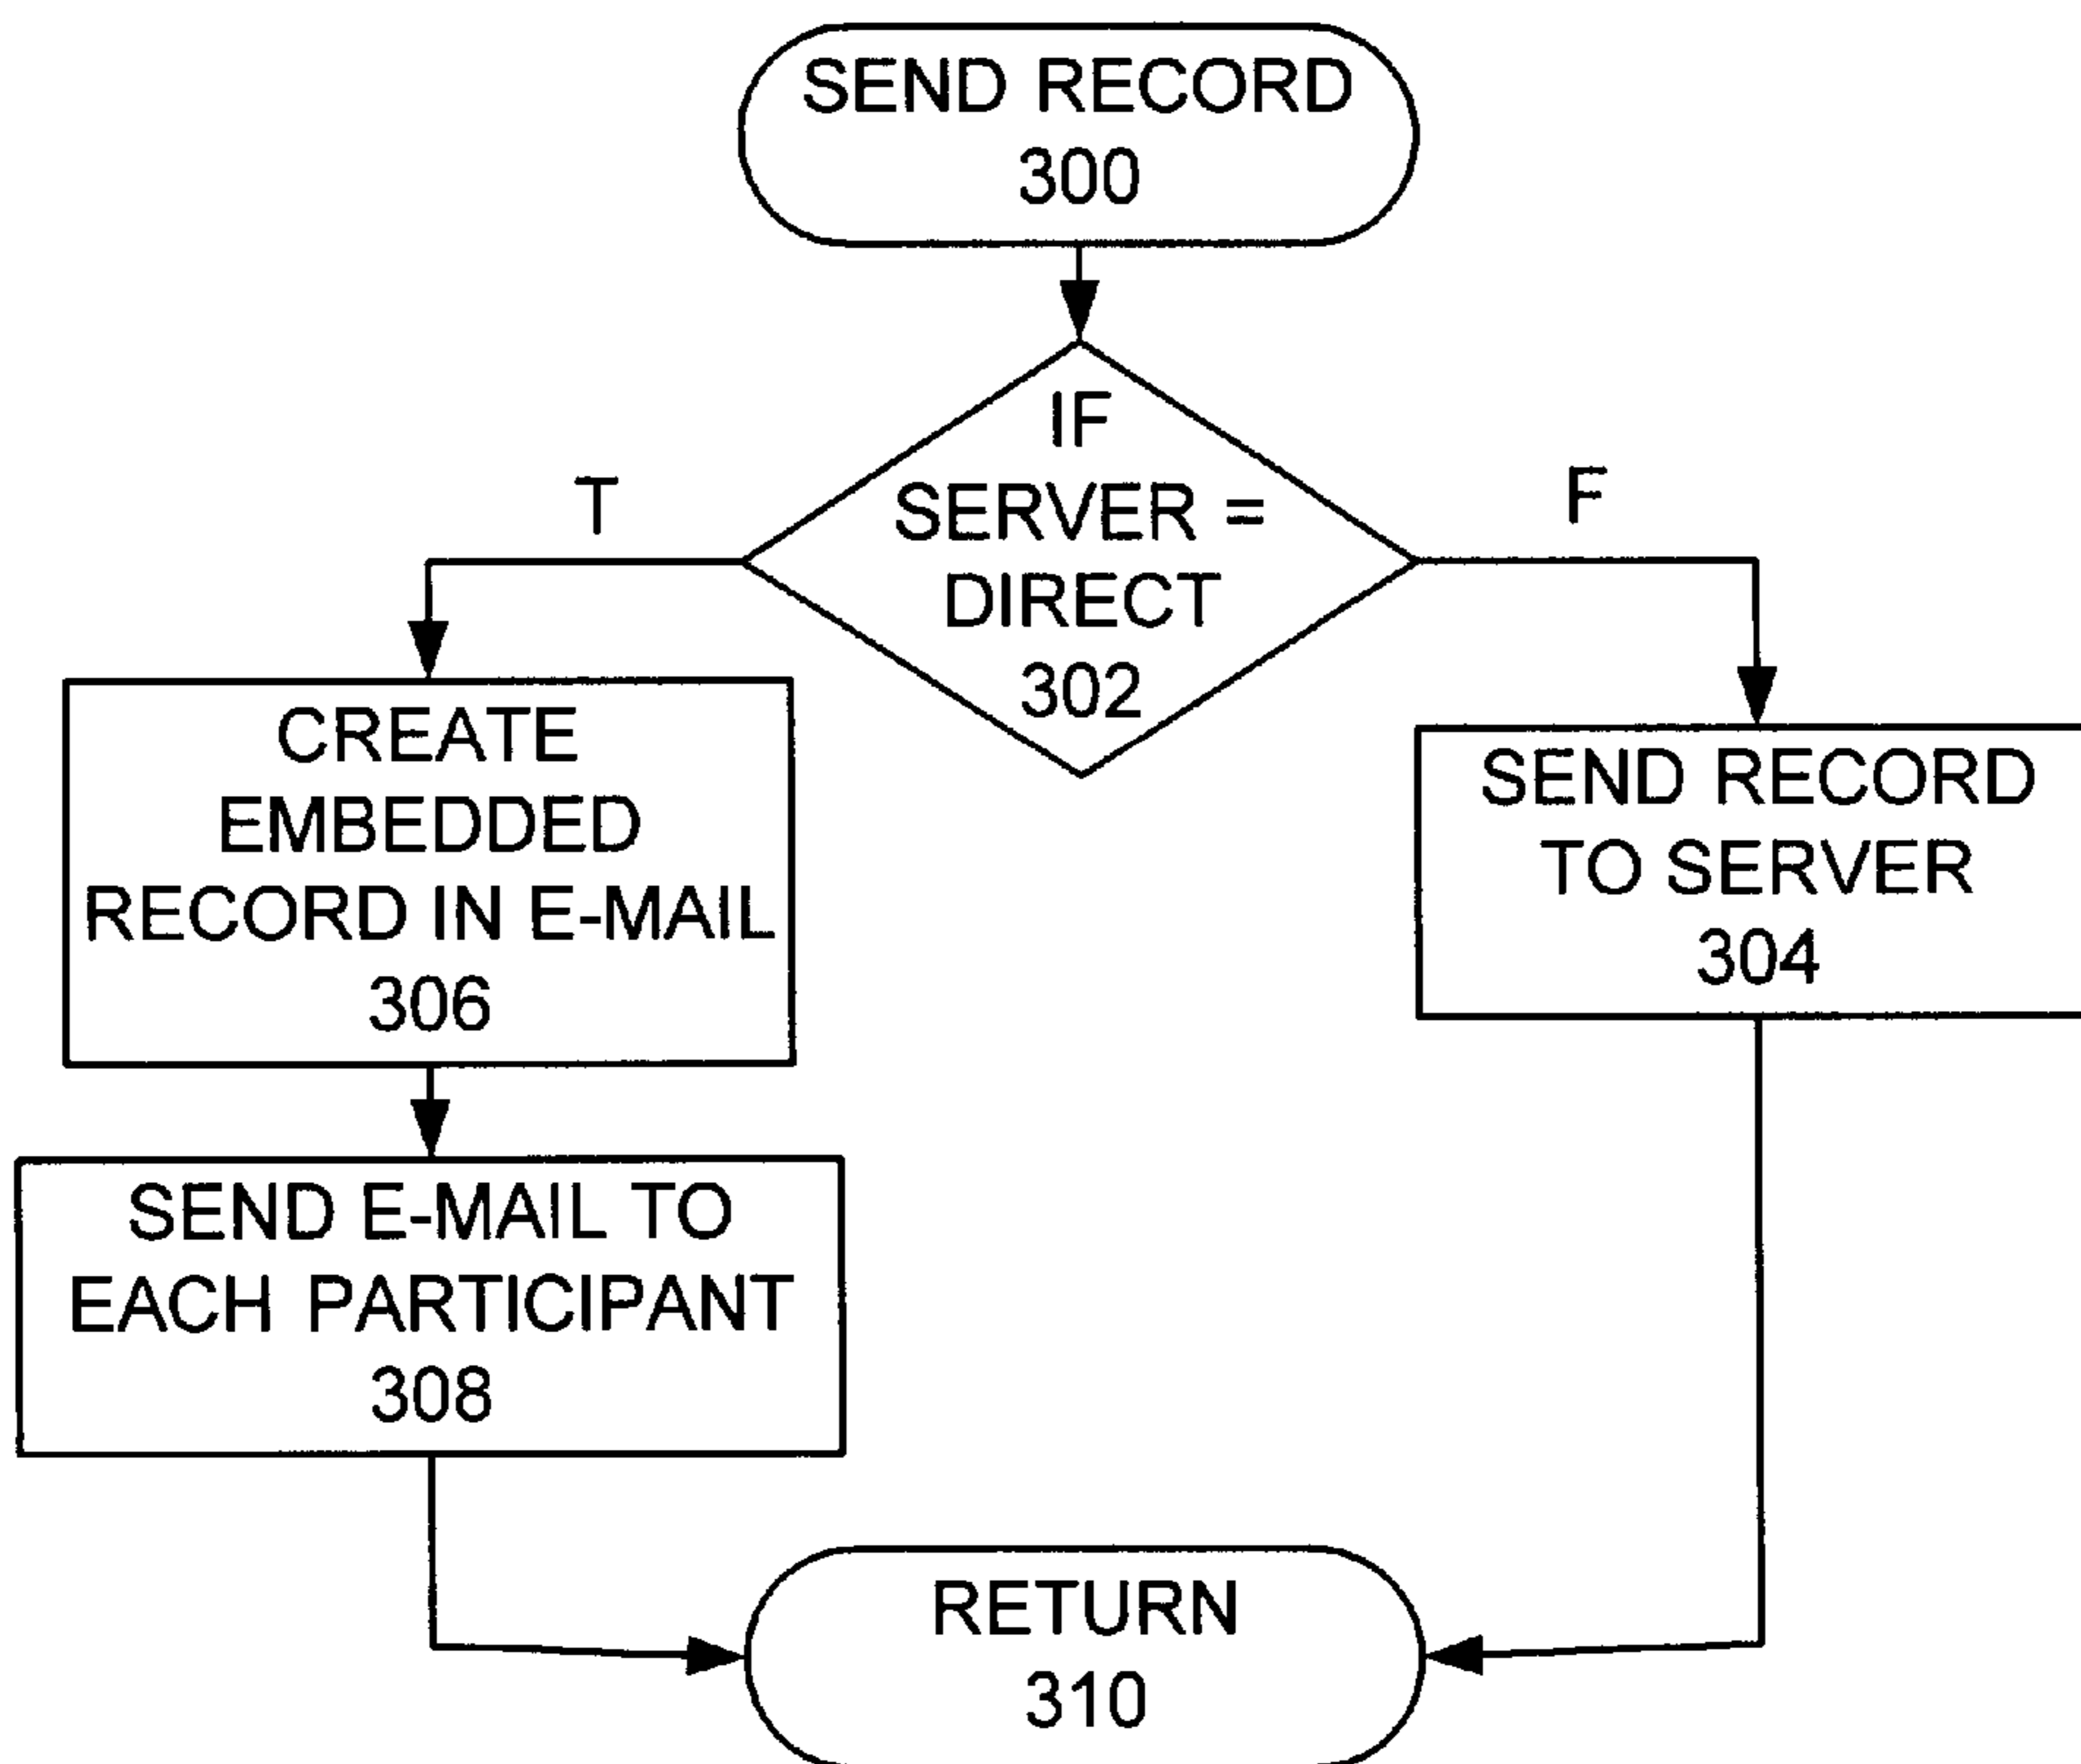 SEND RECORD
300
IF
SERVER =
DIRECT
302
T
F
CREATE
EMBEDDED
RECORD IN E-MAIL
306
SEND RECORD
TO SERVER
304
SEND E-MAIL TO
EACH PARTICIPANT
308
RETURN
310